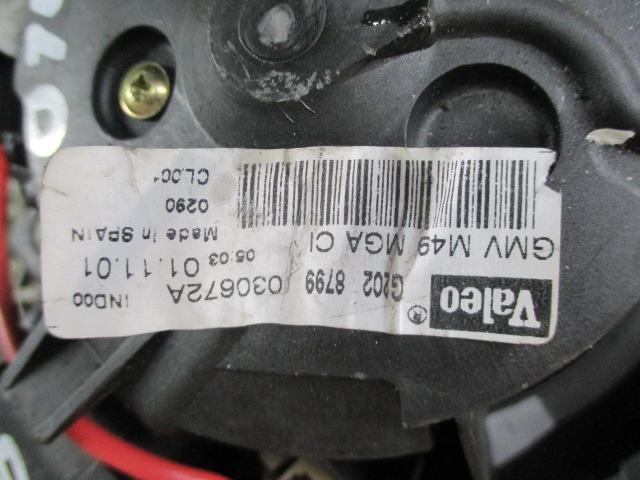 Valeo ®
G202 8799 030672A IND00
05:03 01.11.01
GMV M49 MGA CI Made in SPAIN
0290
CL.00*